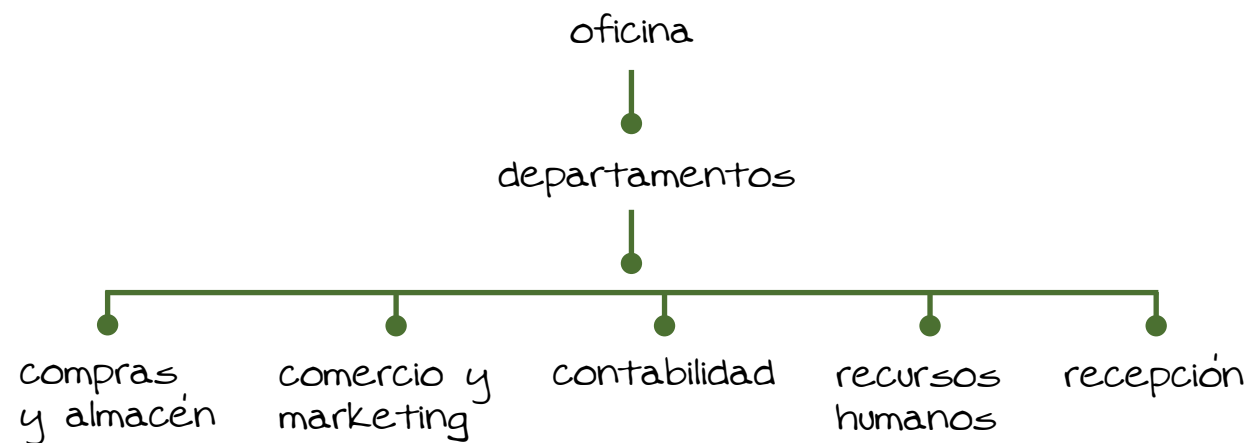 oficina
departamentos
compras
y almacén
comercio y
marketing
contabilidad
recursos
humanos
recepción